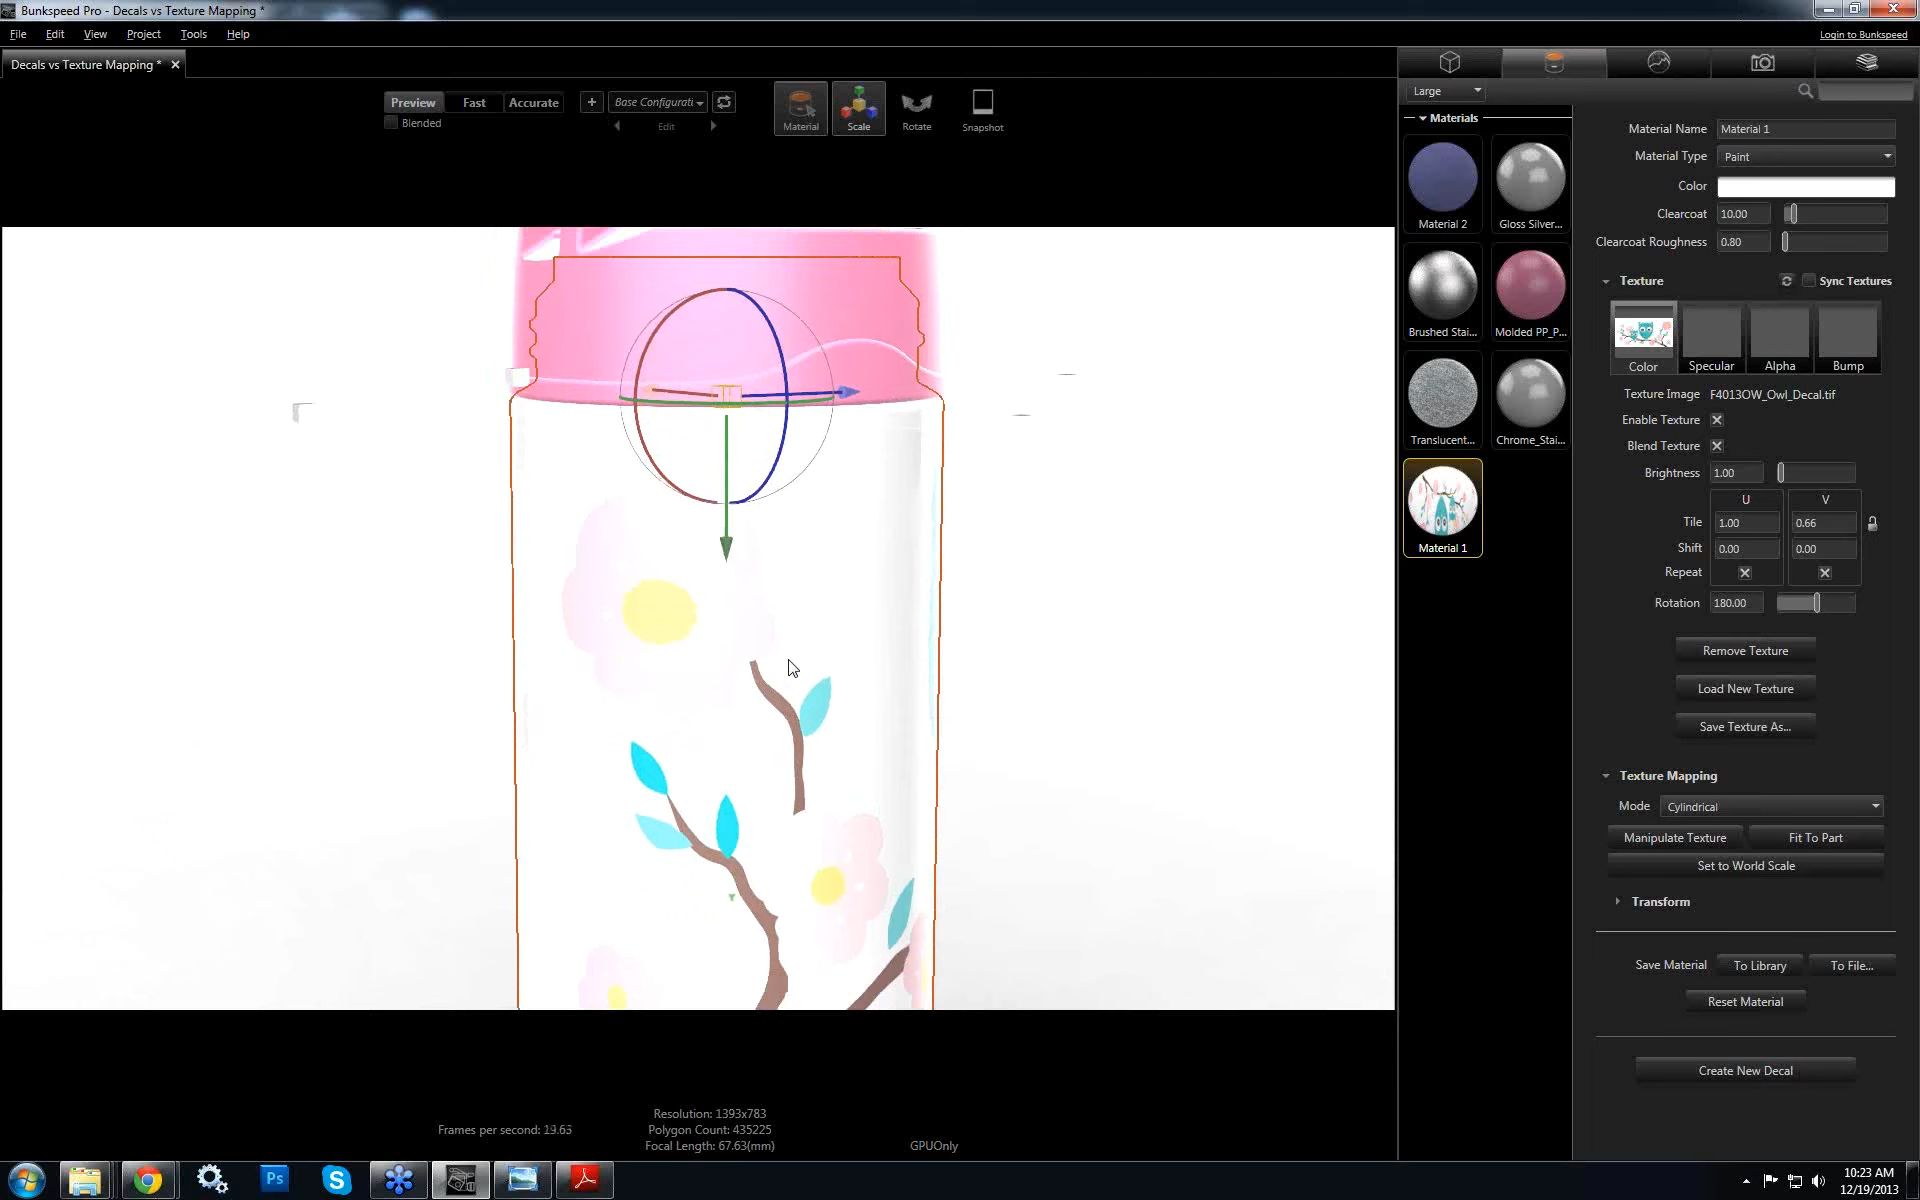 Bunkspeed Pro - Decals vs Texture Mapping *
File Edit View Project Tools Help
Login to Bunkspeed
Decals vs Texture Mapping *
Preview Fast Accurate
Blended
+ Base Configurati
Edit
Material Scale Rotate Snapshot
Large
Materials
Material 2 Gloss Silver...
Brushed Stai... Molded PP_P...
Translucent... Chrome_Stai...
Material 1
Material Name Material 1
Material Type Paint
Color
Clearcoat 10.00
Clearcoat Roughness 0.80
Texture Sync Textures
Color Specular Alpha Bump
Texture Image F4013OW_Owl_Decal.tif
Enable Texture
Blend Texture
Brightness 1.00
U V
Tile 1.00 0.66
Shift 0.00 0.00
Repeat
Rotation 180.00
Remove Texture
Load New Texture
Save Texture As...
Texture Mapping
Mode Cylindrical
Manipulate Texture Fit To Part
Set to World Scale
Transform
Save Material To Library To File...
Reset Material
Create New Decal
Frames per second: 19.63
Resolution: 1393x783
Polygon Count: 435225
Focal Length: 67.63(mm)
GPUOnly
Ps
10:23 AM
12/19/2013